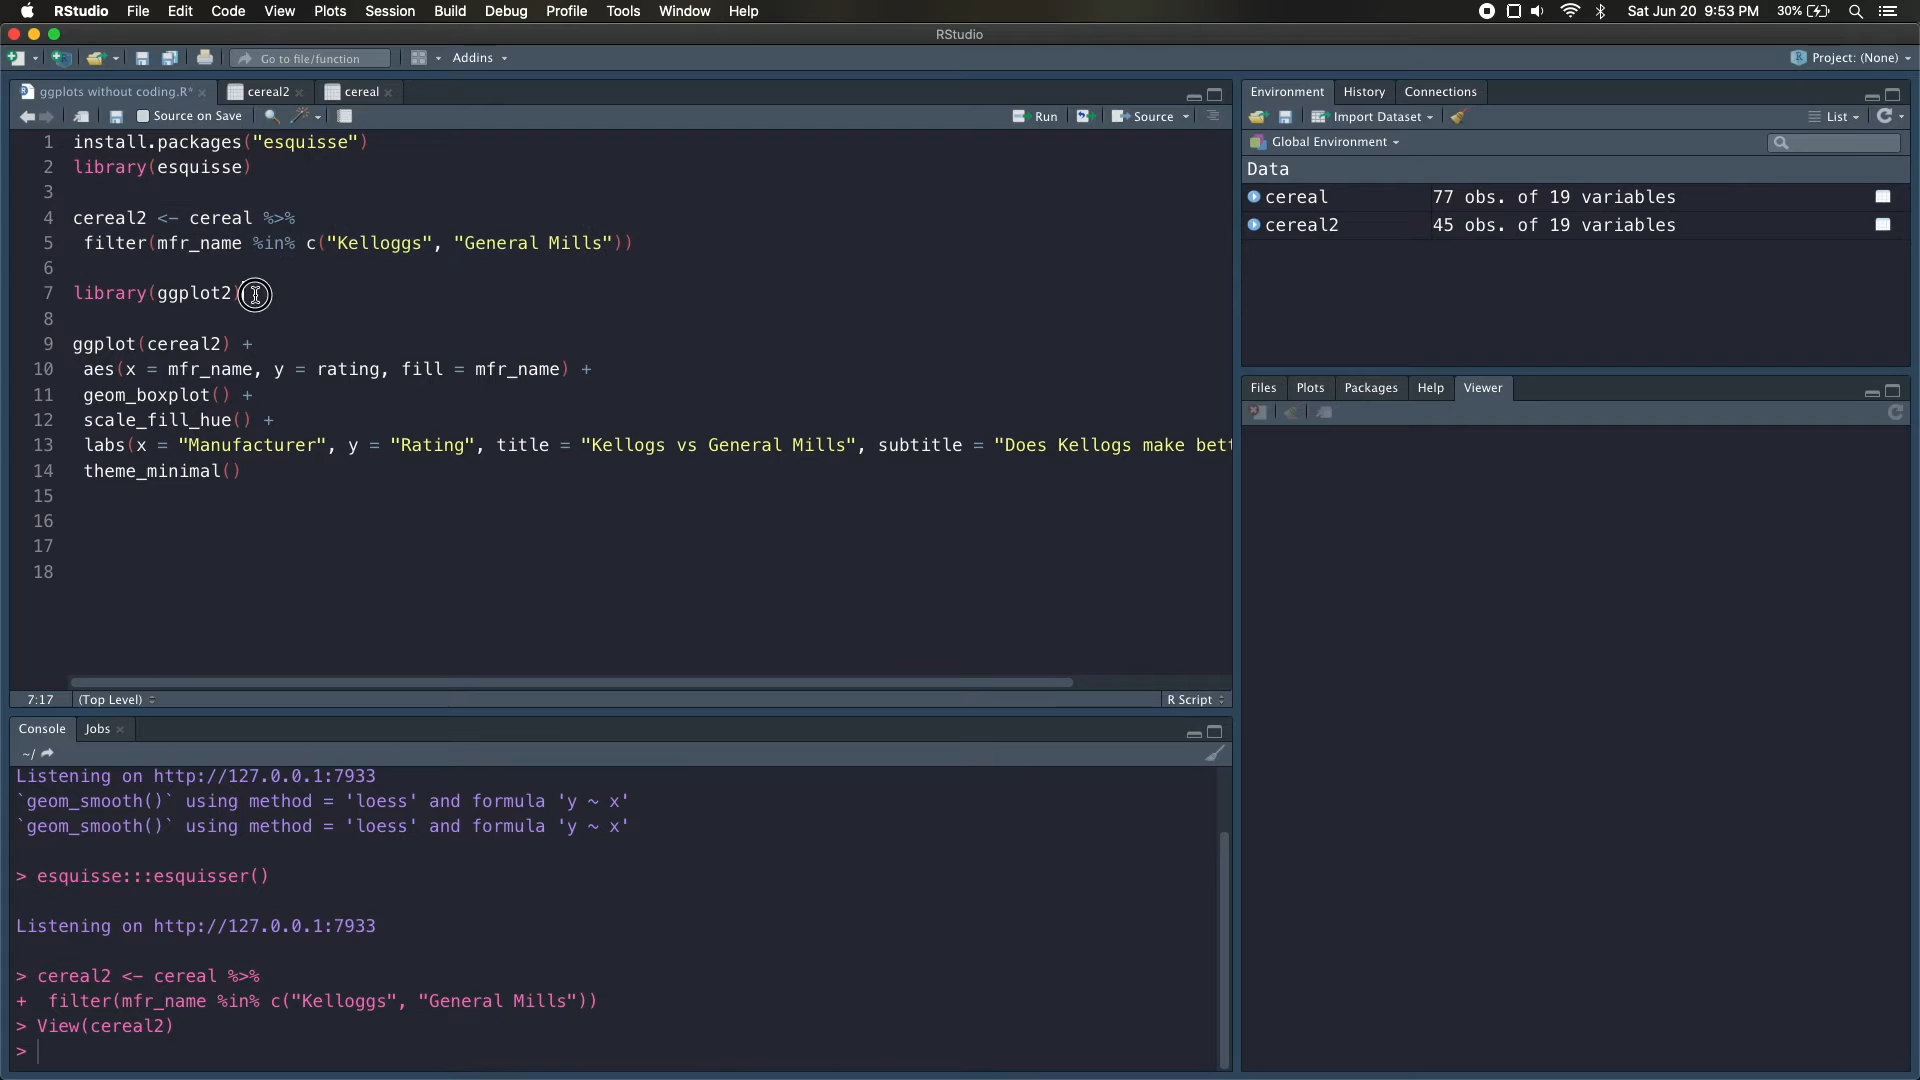 RStudio File Edit Code View Plots Session Build Debug Profile Tools Window Help Sat Jun 20 9:53 PM 30%
RStudio
Go to file/function Addins Project: (None)
ggplots without coding.R* cereal2 cereal
Source on Save Run Source
1 install.packages("esquisse")
2 library(esquisse)
3
4 cereal2 <- cereal %>%
5 filter(mfr_name %in% c("Kelloggs", "General Mills"))
6
7 library(ggplot2)
8
9 ggplot(cereal2) +
10 aes(x = mfr_name, y = rating, fill = mfr_name) +
11 geom_boxplot() +
12 scale_fill_hue() +
13 labs(x = "Manufacturer", y = "Rating", title = "Kellogs vs General Mills", subtitle = "Does Kellogs make bett
14 theme_minimal()
15
16
17
18
7:17 (Top Level) R Script
Console Jobs
~/
Listening on http://127.0.0.1:7933
`geom_smooth()` using method = 'loess' and formula 'y ~ x'
`geom_smooth()` using method = 'loess' and formula 'y ~ x'
> esquisse:::esquisser()
Listening on http://127.0.0.1:7933
> cereal2 <- cereal %>%
+ filter(mfr_name %in% c("Kelloggs", "General Mills"))
> View(cereal2)
>
Environment History Connections
Import Dataset List
Global Environment
Data
cereal 77 obs. of 19 variables
cereal2 45 obs. of 19 variables
Files Plots Packages Help Viewer